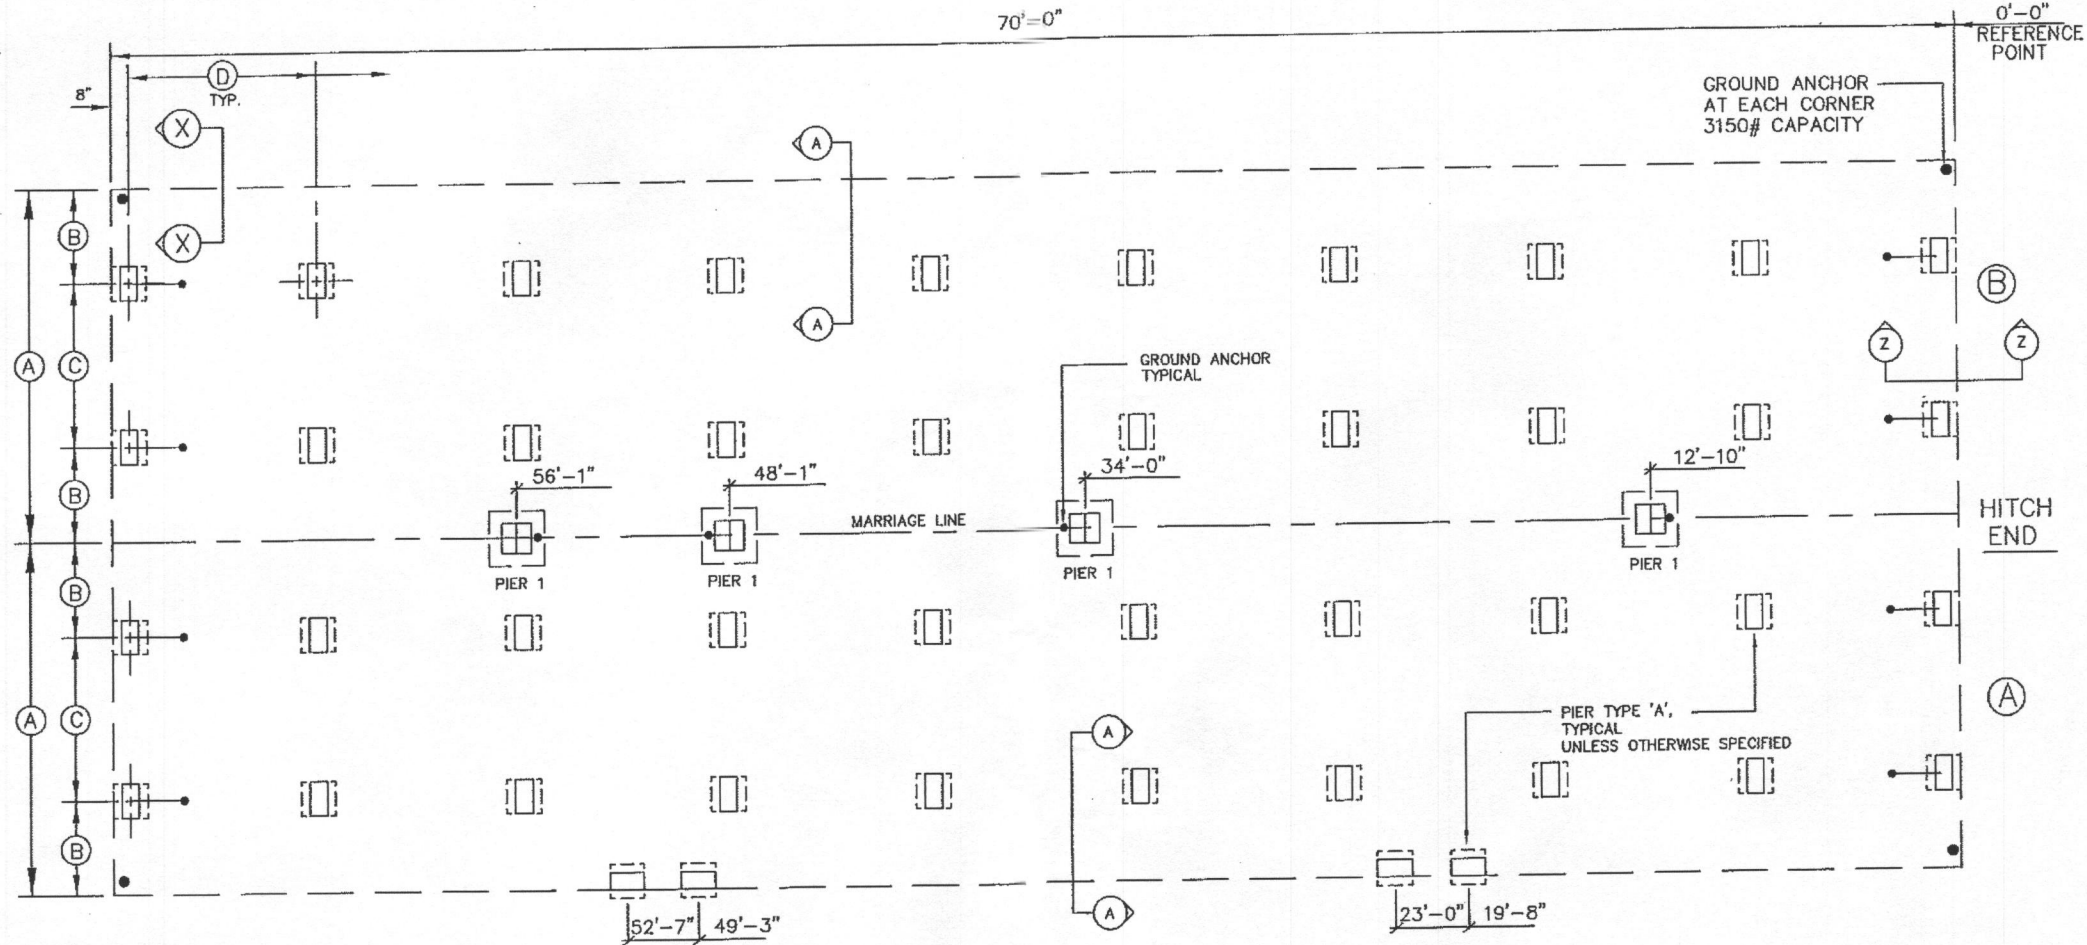 70'-0"
0'-0"
REFERENCE
POINT
D
TYP.
8"
GROUND ANCHOR
AT EACH CORNER
3150# CAPACITY
X
A
B
X
B
A
Z
Z
A
C
GROUND ANCHOR
TYPICAL
56'-1"
48'-1"
34'-0"
12'-10"
B
MARRIAGE LINE
HITCH
END
PIER 1
PIER 1
PIER 1
PIER 1
B
A
C
A
PIER TYPE 'A',
TYPICAL
UNLESS OTHERWISE SPECIFIED
A
B
A
52'-7"
49'-3"
23'-0"
19'-8"